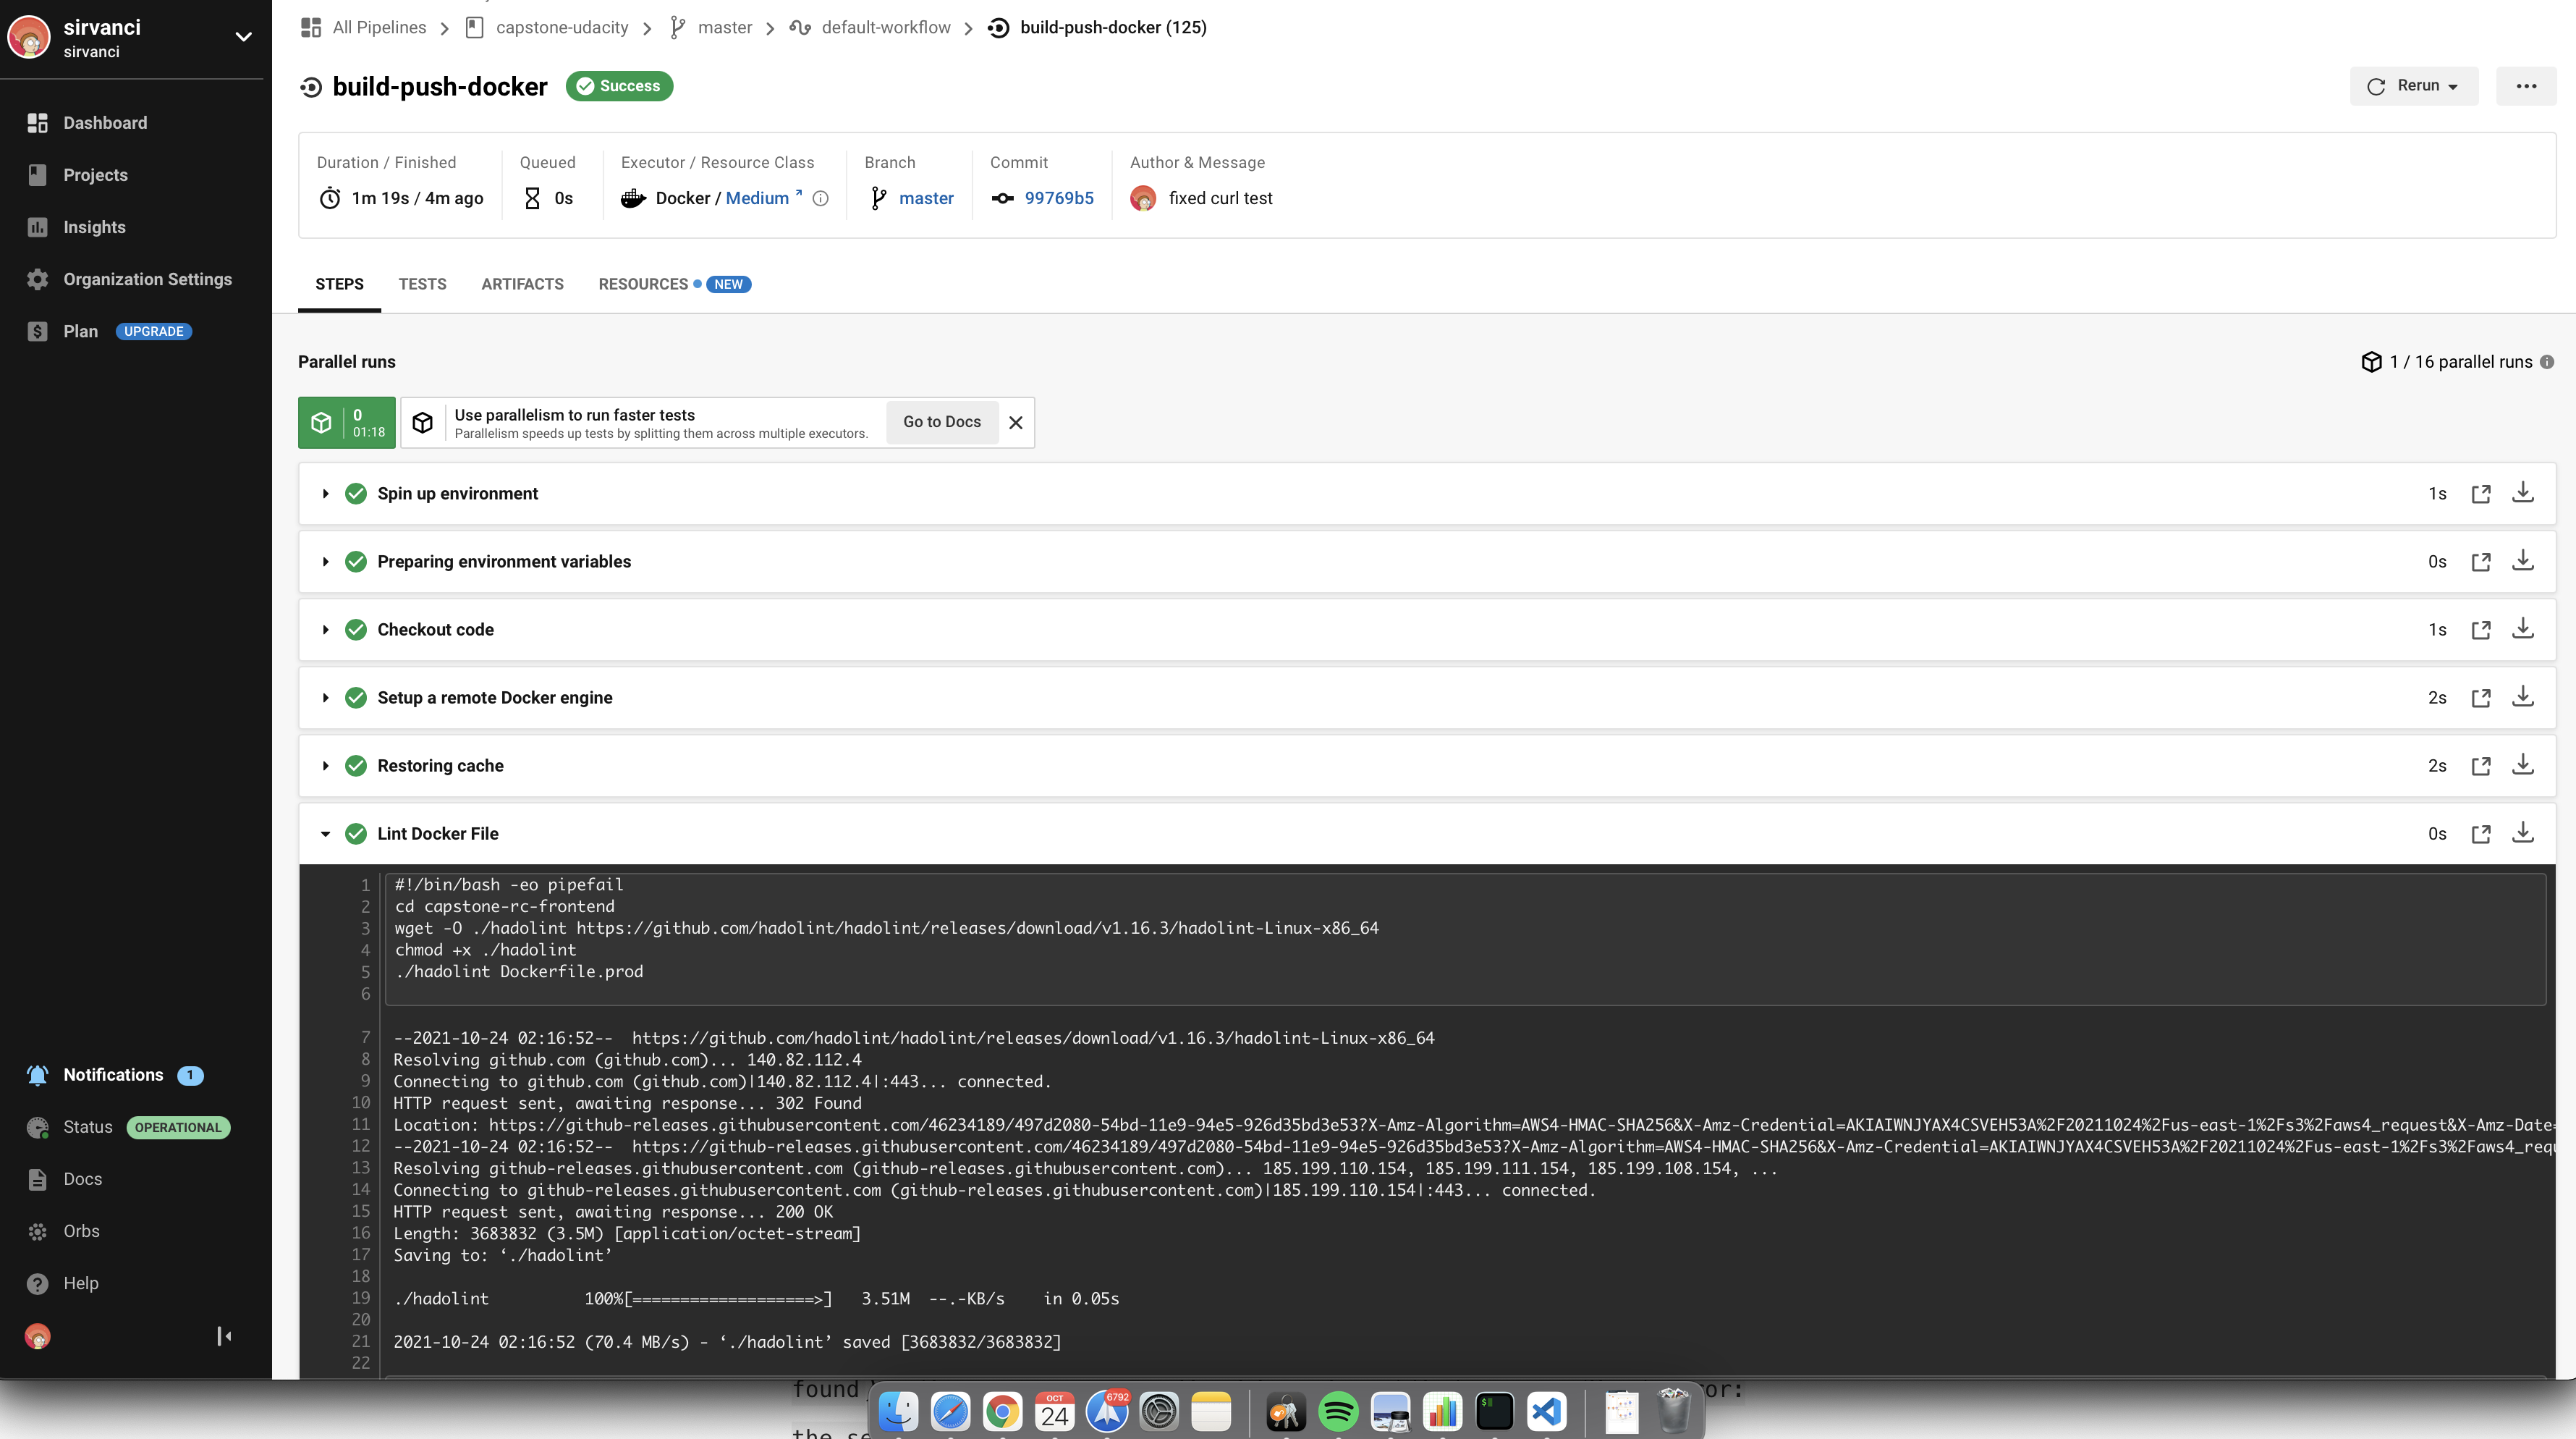 sirvanci
sirvanci
Dashboard
Projects
Insights
Organization Settings
Plan UPGRADE
Notifications 1
Status OPERATIONAL
Docs
Orbs
Help
All Pipelines capstone-udacity master default-workflow build-push-docker (125)
build-push-docker Success
Rerun
Duration / Finished Queued Executor / Resource Class Branch Commit Author & Message
1m 19s / 4m ago 0s Docker / Medium master 99769b5 fixed curl test
STEPS TESTS ARTIFACTS RESOURCES NEW
Parallel runs
1 / 16 parallel runs
0
01:18
Use parallelism to run faster tests
Parallelism speeds up tests by splitting them across multiple executors.
Go to Docs
Spin up environment 1s
Preparing environment variables 0s
Checkout code 1s
Setup a remote Docker engine 2s
Restoring cache 2s
Lint Docker File 0s
1 #!/bin/bash -eo pipefail
2 cd capstone-rc-frontend
3 wget -O ./hadolint https://github.com/hadolint/hadolint/releases/download/v1.16.3/hadolint-Linux-x86_64
4 chmod +x ./hadolint
5 ./hadolint Dockerfile.prod
6
7 --2021-10-24 02:16:52--  https://github.com/hadolint/hadolint/releases/download/v1.16.3/hadolint-Linux-x86_64
8 Resolving github.com (github.com)... 140.82.112.4
9 Connecting to github.com (github.com)|140.82.112.4|:443... connected.
10 HTTP request sent, awaiting response... 302 Found
11 Location: https://github-releases.githubusercontent.com/46234189/497d2080-54bd-11e9-94e5-926d35bd3e53?X-Amz-Algorithm=AWS4-HMAC-SHA256&X-Amz-Credential=AKIAIWNJYAX4CSVEH53A%2F20211024%2Fus-east-1%2Fs3%2Faws4_request&X-Amz-Date=
12 --2021-10-24 02:16:52--  https://github-releases.githubusercontent.com/46234189/497d2080-54bd-11e9-94e5-926d35bd3e53?X-Amz-Algorithm=AWS4-HMAC-SHA256&X-Amz-Credential=AKIAIWNJYAX4CSVEH53A%2F20211024%2Fus-east-1%2Fs3%2Faws4_requ
13 Resolving github-releases.githubusercontent.com (github-releases.githubusercontent.com)... 185.199.110.154, 185.199.111.154, 185.199.108.154, ...
14 Connecting to github-releases.githubusercontent.com (github-releases.githubusercontent.com)|185.199.110.154|:443... connected.
15 HTTP request sent, awaiting response... 200 OK
16 Length: 3683832 (3.5M) [application/octet-stream]
17 Saving to: ‘./hadolint’
18
19 ./hadolint          100%[===================>]   3.51M  --.-KB/s    in 0.05s
20
21 2021-10-24 02:16:52 (70.4 MB/s) - ‘./hadolint’ saved [3683832/3683832]
22
found
OCT
24
6792